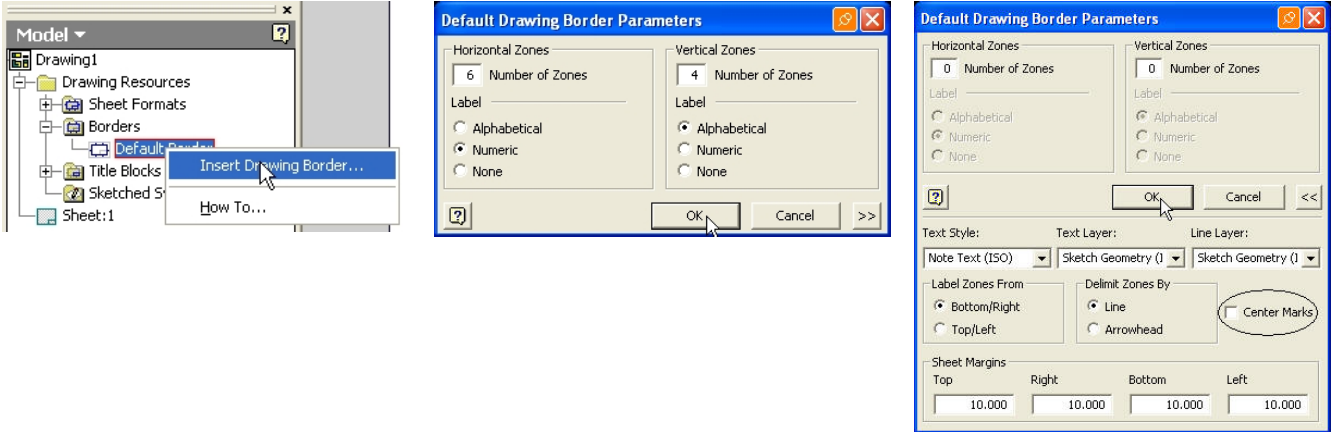 Model
Drawing1
Drawing Resources
Sheet Formats
Borders
Default Border
Insert Drawing Border...
Title Blocks
Sketched S
How To...
Sheet:1
Default Drawing Border Parameters
Horizontal Zones
Vertical Zones
6 Number of Zones
4 Number of Zones
Label
Label
Alphabetical
Alphabetical
Numeric
Numeric
None
None
OK
Cancel
>>
Default Drawing Border Parameters
Horizontal Zones
Vertical Zones
0 Number of Zones
0 Number of Zones
Label
Label
Alphabetical
Alphabetical
Numeric
Numeric
None
None
OK
Cancel
<<
Text Style:
Text Layer:
Line Layer:
Note Text (ISO)
Sketch Geometry (I
Sketch Geometry (I
Label Zones From
Delimit Zones By
Bottom/Right
Line
Center Marks
Top/Left
Arrowhead
Sheet Margins
Top Right Bottom Left
10.000 10.000 10.000 10.000